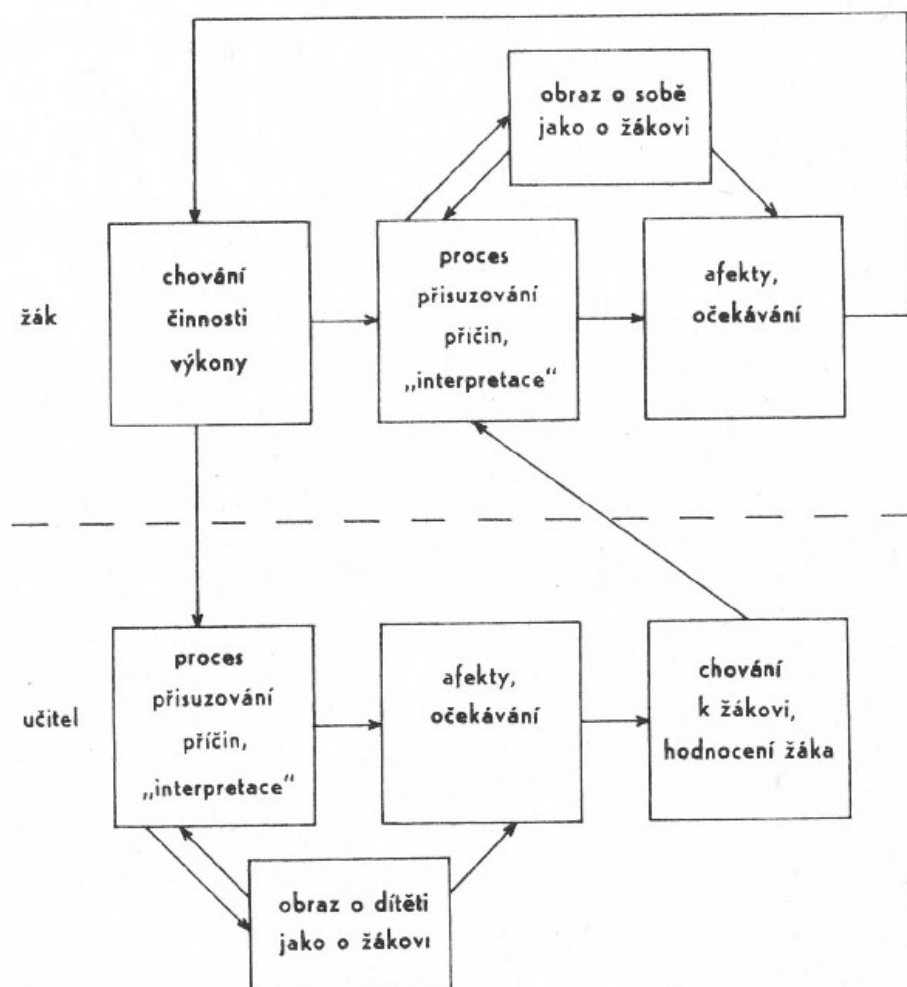 obraz o sobě
jako o žákovi
žák
chování
činnosti
výkony
proces
přisuzování
příčin,
„interpretace“
afekty,
očekávání
učitel
proces
přisuzování
příčin,
„interpretace“
afekty,
očekávání
chování
k žákovi,
hodnocení žáka
obraz o dítěti
jako o žákovi